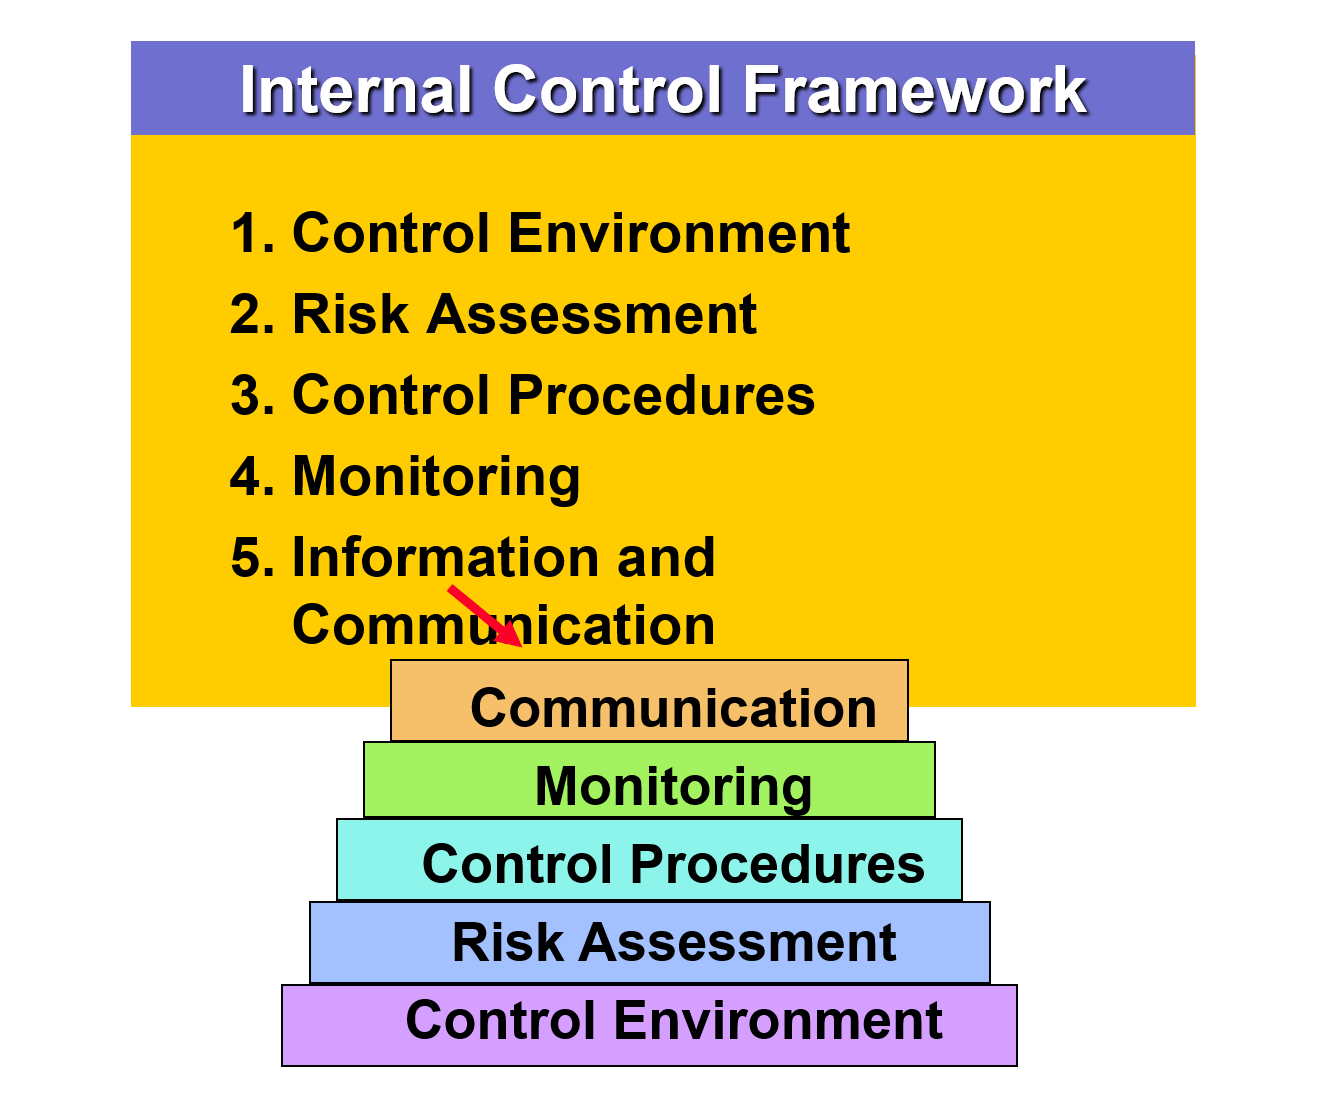 Internal Control Framework
1. Control Environment
2. Risk Assessment
3. Control Procedures
4. Monitoring
5. Information and
Communication
Communication
Monitoring
Control Procedures
Risk Assessment
Control Environment